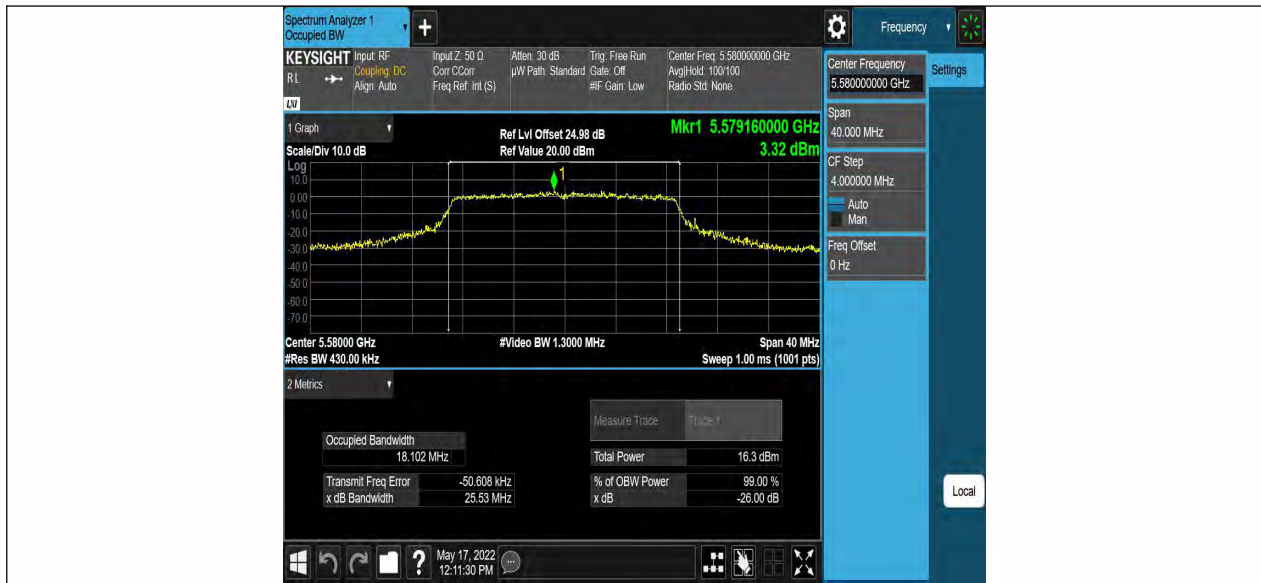 Spectrum Analyzer 1
Occupied BW
+
Frequency
KEYSIGHT
RL
LXI
Input: RF
Coupling: DC
Align: Auto
Input Z: 50 Ω
Corr CCorr
Freq Ref: Int (S)
Atten: 30 dB
µW Path: Standard
Trig: Free Run
Gate: Off
#IF Gain: Low
Center Freq: 5.580000000 GHz
Avg|Hold: 100/100
Radio Std: None
Center Frequency
5.580000000 GHz
Settings
Span
40.000 MHz
CF Step
4.000000 MHz
Auto
Man
Freq Offset
0 Hz
Local
1 Graph
Scale/Div 10.0 dB
Ref Lvl Offset 24.98 dB
Ref Value 20.00 dBm
Mkr1 5.579160000 GHz
3.32 dBm
Log
10.0
0.00
-10.0
-20.0
-30.0
-40.0
-50.0
-60.0
-70.0
1
Center 5.58000 GHz
#Video BW 1.3000 MHz
Span 40 MHz
#Res BW 430.00 kHz
Sweep 1.00 ms (1001 pts)
2 Metrics
Measure Trace Trace 1
Occupied Bandwidth
18.102 MHz
Total Power 16.3 dBm
Transmit Freq Error -50.608 kHz
% of OBW Power 99.00 %
x dB Bandwidth 25.53 MHz
x dB -26.00 dB
?
May 17, 2022
12:11:30 PM